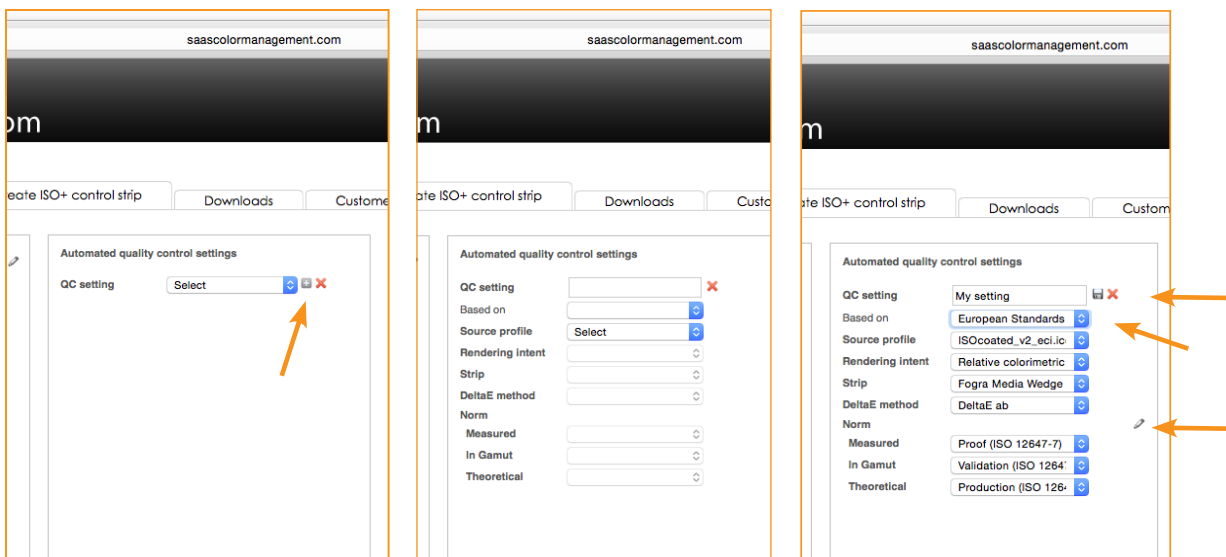 saascolormanagement.com
om
eate ISO+ control strip
Downloads
Custome
Automated quality control settings
QC setting
Select
saascolormanagement.com
m
ate ISO+ control strip
Downloads
Custo
Automated quality control settings
QC setting
Based on
Source profile
Select
Rendering intent
Strip
DeltaE method
Norm
Measured
In Gamut
Theoretical
saascolormanagement.com
m
ate ISO+ control strip
Downloads
Custom
Automated quality control settings
QC setting
My setting
Based on
European Standards
Source profile
ISOcoated_v2_eci.ic
Rendering intent
Relative colorimetric
Strip
Fogra Media Wedge
DeltaE method
DeltaE ab
Norm
Measured
Proof (ISO 12647-7)
In Gamut
Validation (ISO 1264
Theoretical
Production (ISO 126